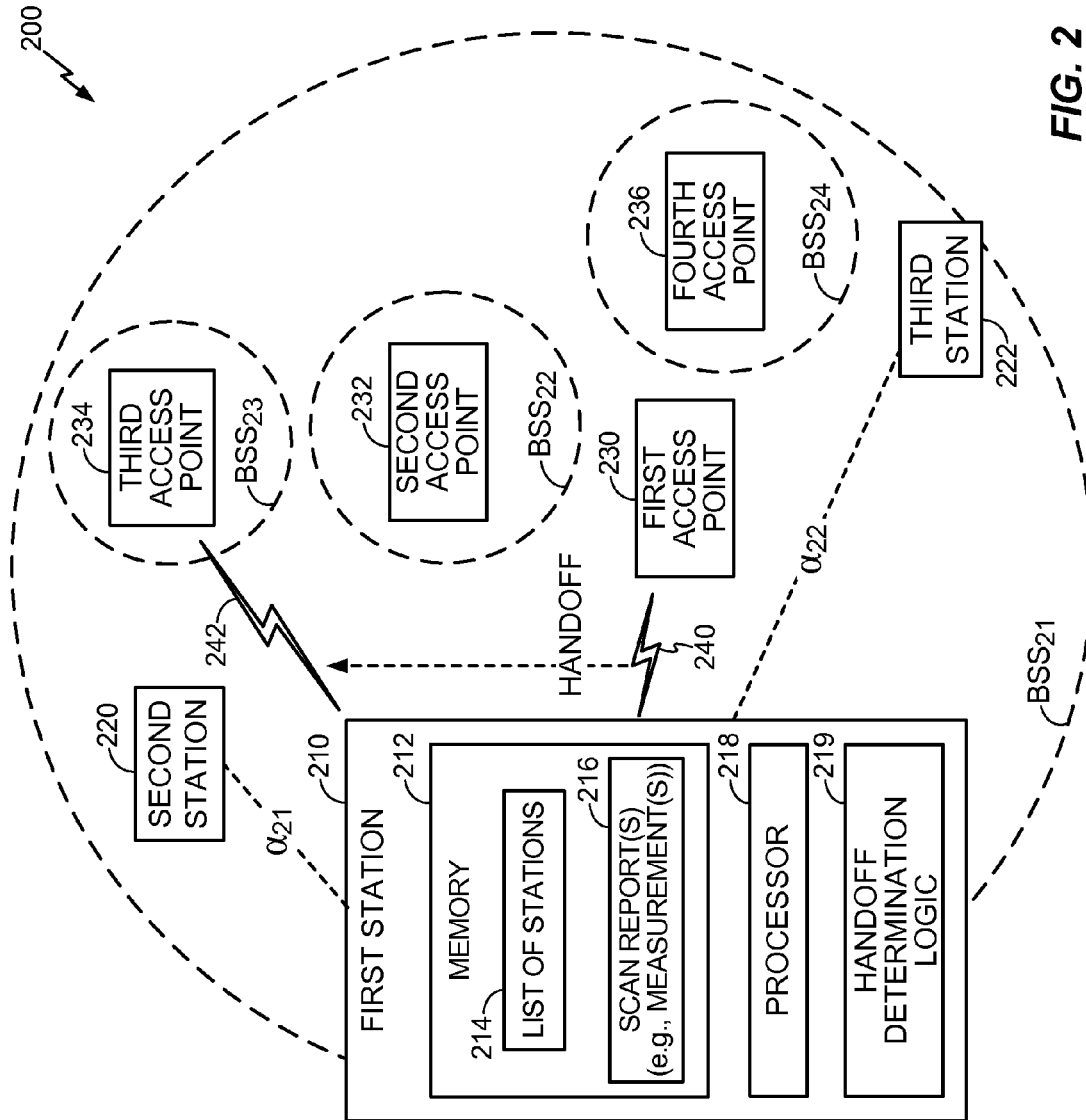 200
SECOND
STATION
220
α21
THIRD
ACCESS
POINT
234
BSS23
242
SECOND
ACCESS
POINT
232
BSS22
FOURTH
ACCESS
POINT
236
BSS24
HANDOFF
240
FIRST
ACCESS
POINT
230
α22
THIRD
STATION
222
BSS21
FIRST STATION
210
MEMORY
212
LIST OF STATIONS
214
SCAN REPORT(S)
(e.g., MEASUREMENT(S))
216
PROCESSOR
218
HANDOFF
DETERMINATION
LOGIC
219
FIG. 2